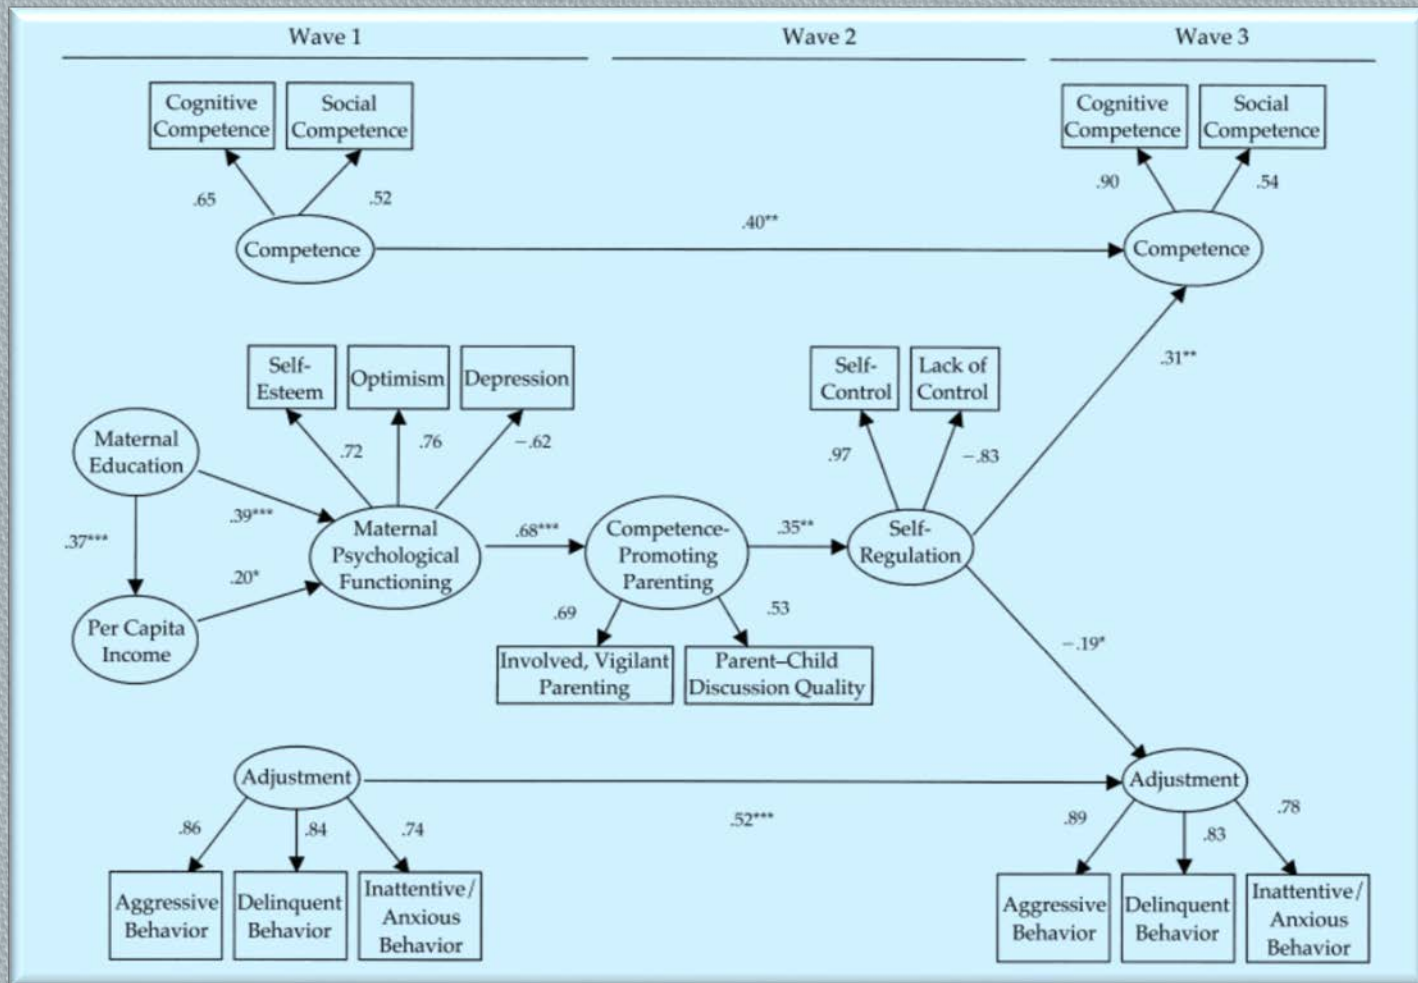 Wave 1
Wave 2
Wave 3
Cognitive
Competence
Social
Competence
Cognitive
Competence
Social
Competence
.65
.52
.90
.54
Competence
.40**
Competence
.31**
Self-
Esteem
Optimism
Depression
Self-
Control
Lack of
Control
Maternal
Education
.72
.76
−.62
.97
−.83
.39***
.37***
.20*
Maternal
Psychological
Functioning
.68***
Competence-
Promoting
Parenting
.35**
Self-
Regulation
Per Capita
Income
.69
.53
−.19*
Involved, Vigilant
Parenting
Parent–Child
Discussion Quality
Adjustment
.52***
Adjustment
.86
.84
.74
.89
.83
.78
Aggressive
Behavior
Delinquent
Behavior
Inattentive/
Anxious
Behavior
Aggressive
Behavior
Delinquent
Behavior
Inattentive/
Anxious
Behavior